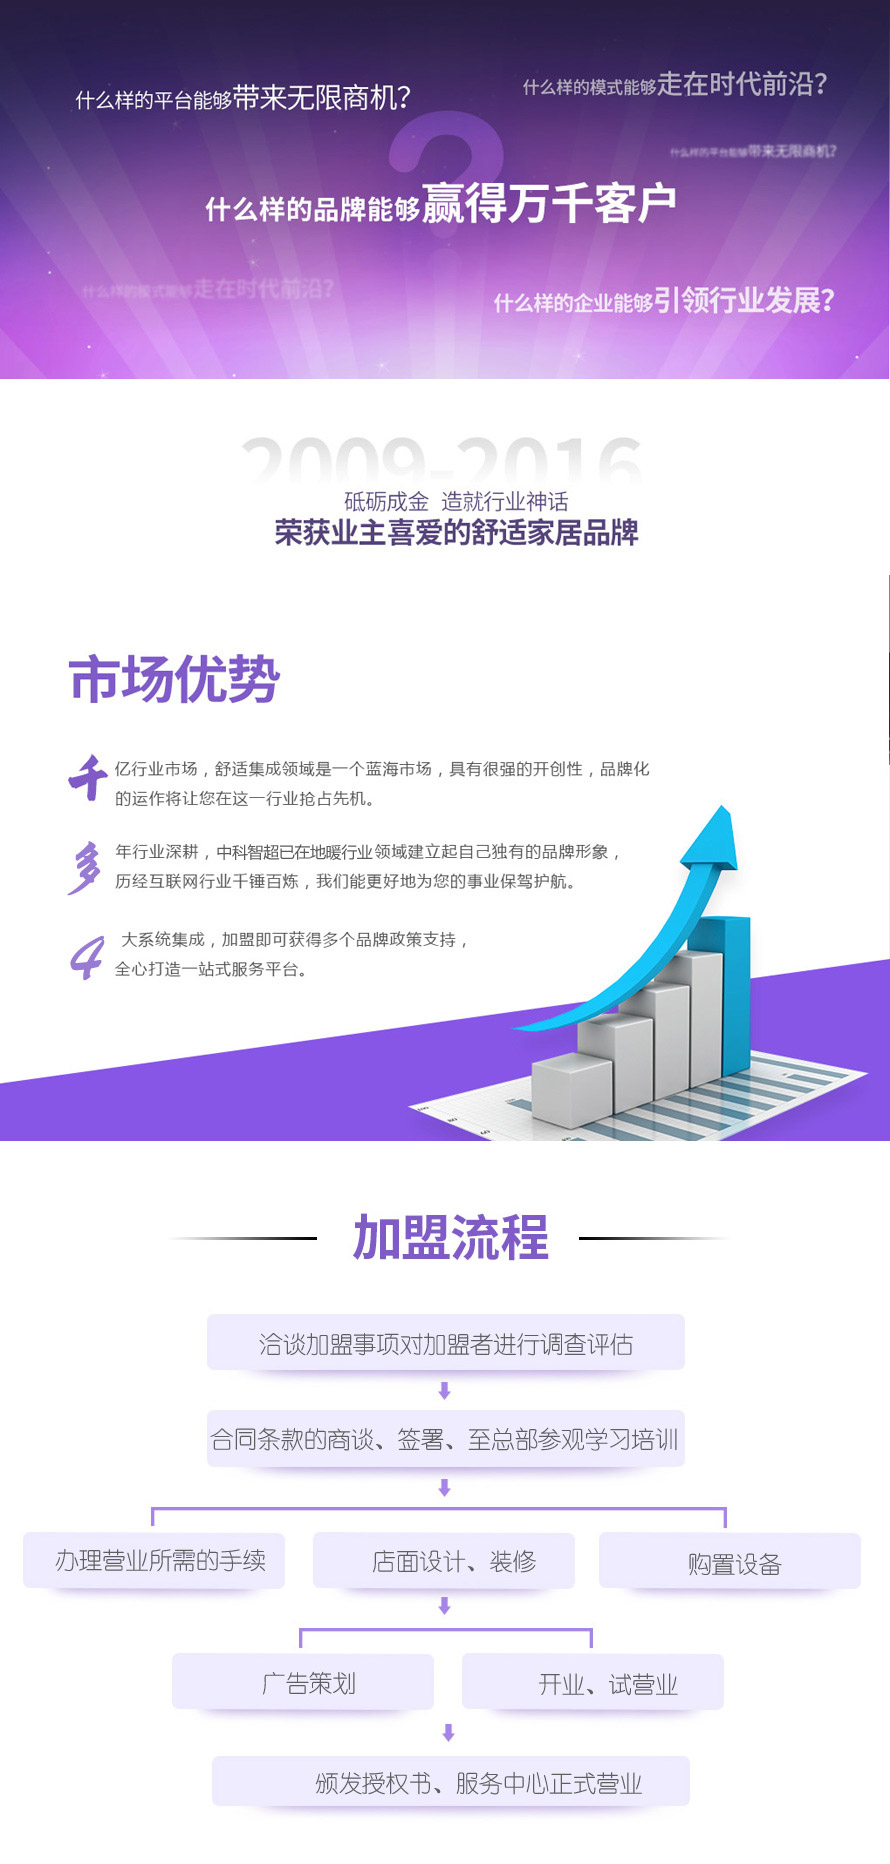 什么样的平台能够带来无限商机？
什么样的模式能够走在时代前沿？
什么样的平台能够带来无限商机？
什么样的品牌能够赢得万千客户
什么样的模式能够走在时代前沿？
什么样的企业能够引领行业发展？
2009-2016
砥砺成金 造就行业神话
荣获业主喜爱的舒适家居品牌
市场优势
千亿行业市场，舒适集成领域是一个蓝海市场，具有很强的开创性，品牌化
的运作将让您在这一行业抢占先机。
多年行业深耕，中科智超已在地暖行业领域建立起自己独有的品牌形象，
历经互联网行业千锤百炼，我们能更好地为您的事业保驾护航。
4大系统集成，加盟即可获得多个品牌政策支持，
全心打造一站式服务平台。
加盟流程
洽谈加盟事项对加盟者进行调查评估
合同条款的商谈、签署、至总部参观学习培训
办理营业所需的手续
店面设计、装修
购置设备
广告策划
开业、试营业
颁发授权书、服务中心正式营业